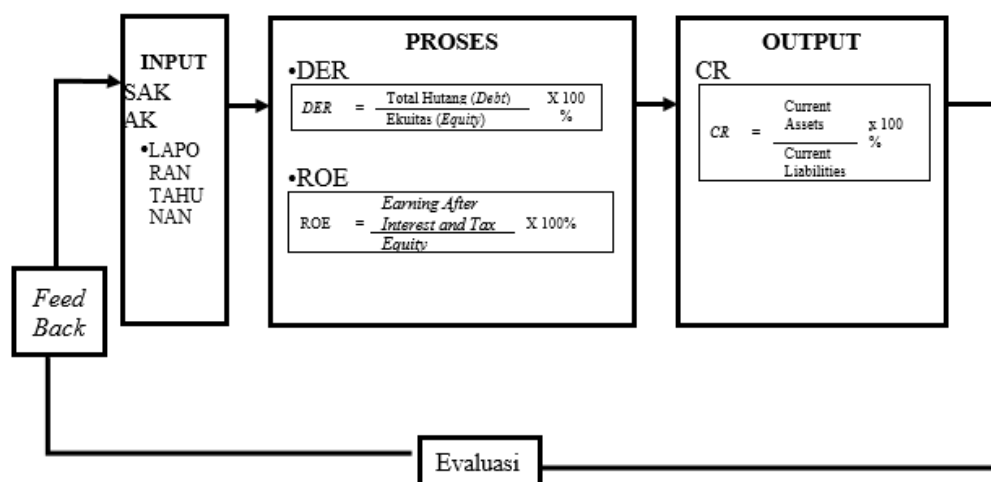 INPUT
SAK
AK
•LAPO
RAN
TAHU
NAN
PROSES
•DER
DER = Total Hutang (Debt) X 100
Ekuitas (Equity) %
•ROE
Earning After
ROE = Interest and Tax X 100%
Equity
OUTPUT
CR
Current
Assets
CR = x 100
%
Current
Liabilities
Feed
Back
Evaluasi